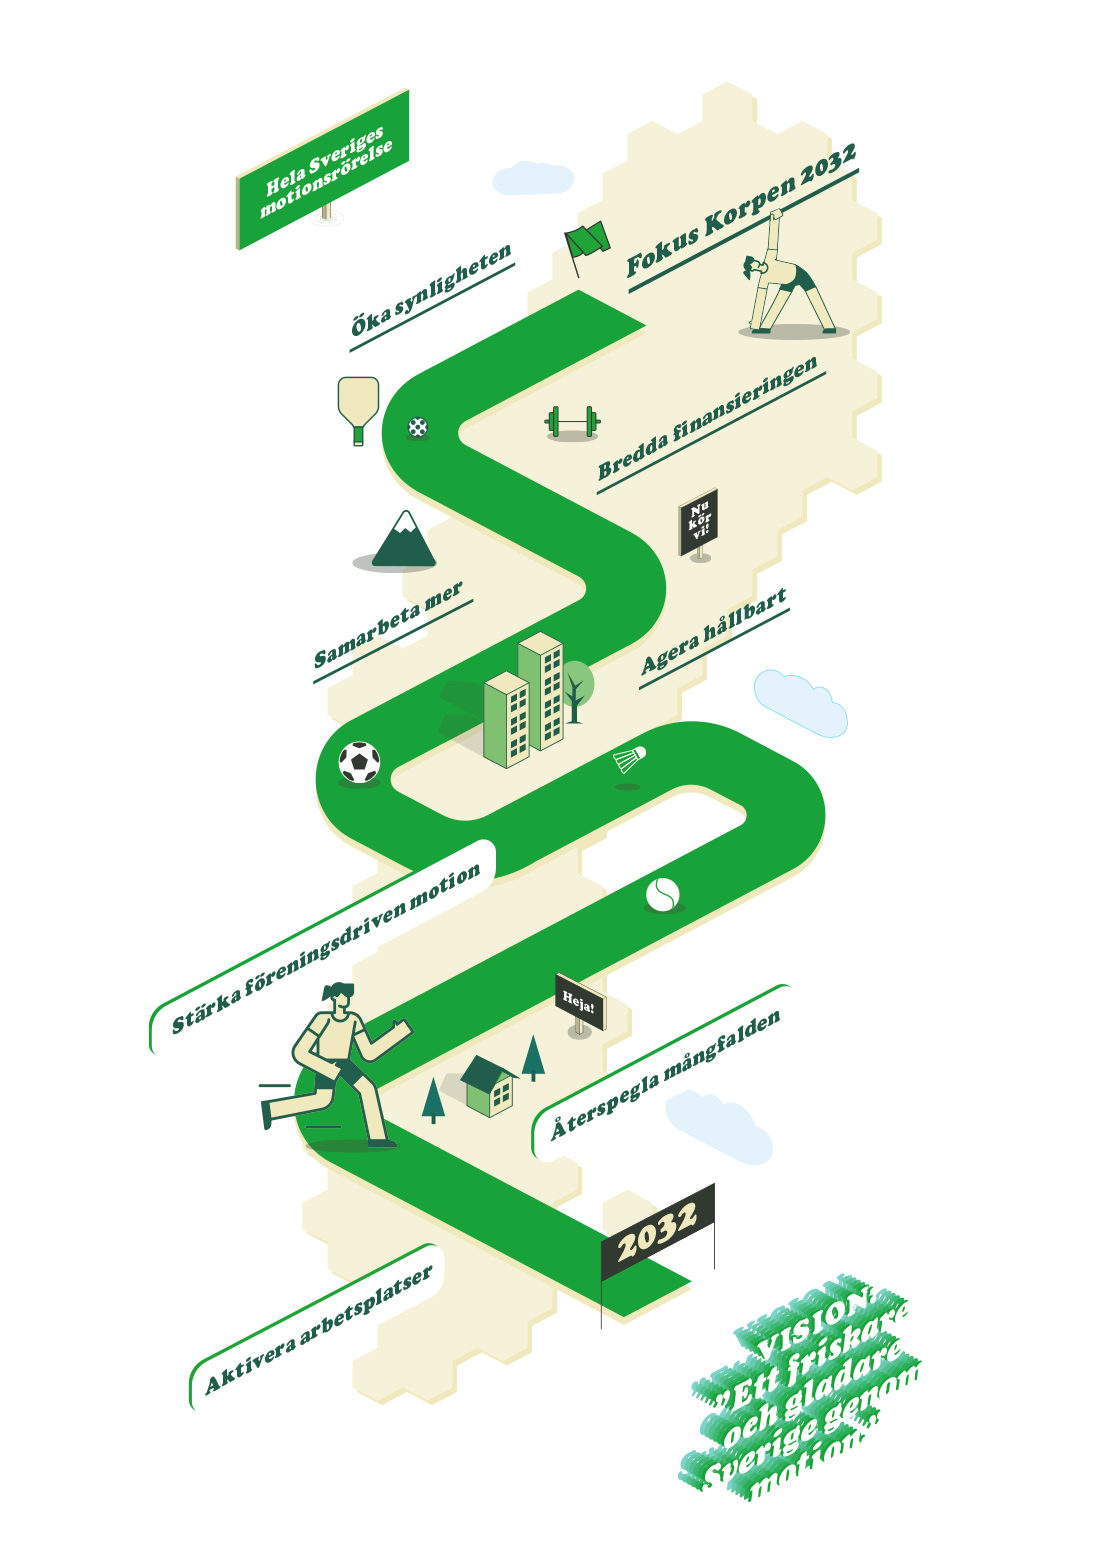 Hela Sveriges
motionsrörelse
Fokus Korpen 2032
Öka synligheten
Bredda finansieringen
Nu
kör
vi!
Samarbeta mer
Agera hållbart
Stärka föreningsdriven motion
Heja!
Återspegla mångfalden
2032
Aktivera arbetsplatser
VISION:
”Ett friskare
och gladare
Sverige genom
motion.”